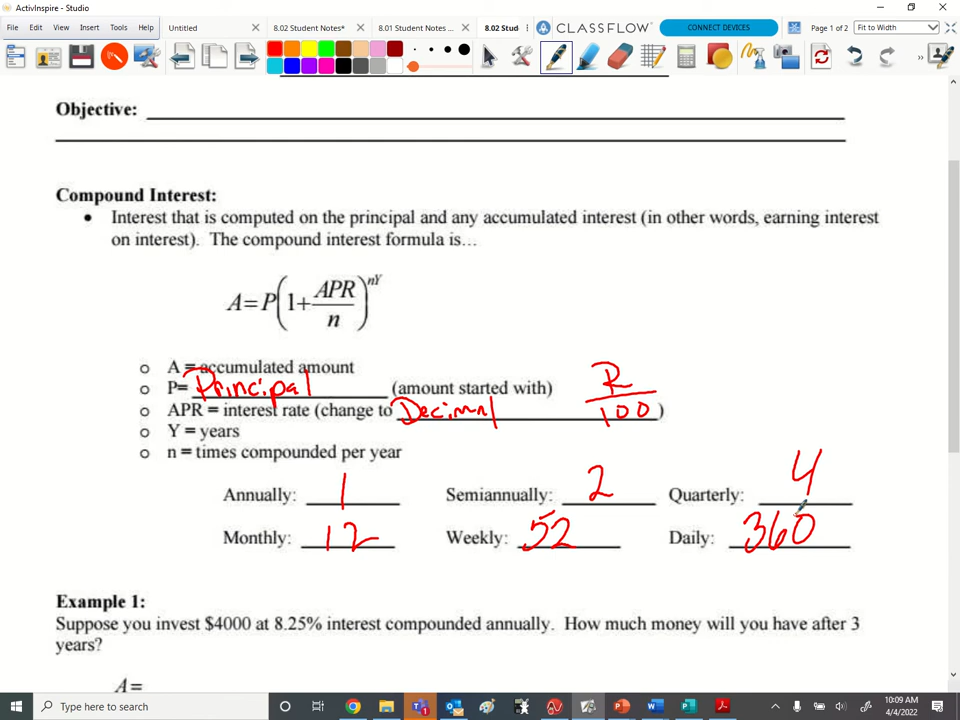 ActivInspire - Studio
File Edit View Insert Tools Help Untitled × 8.02 Student Notes* × 8.01 Student Notes ... × 8.02 Stud CLASSFLOW CONNECT DEVICES Page 1 of 2 Fit to Width
Objective:
Compound Interest:
• Interest that is computed on the principal and any accumulated interest (in other words, earning interest
on interest). The compound interest formula is…
A=P(1+APR/n)^nY
o A = accumulated amount
o P= Principal (amount started with)
R/100
o APR = interest rate (change to Decimal )
o Y = years
o n = times compounded per year
Annually: 1 Semiannually: 2 Quarterly: 4
Monthly: 12 Weekly: 52 Daily: 360
Example 1:
Suppose you invest $4000 at 8.25% interest compounded annually. How much money will you have after 3
years?
A=
Type here to search
10:09 AM
4/4/2022